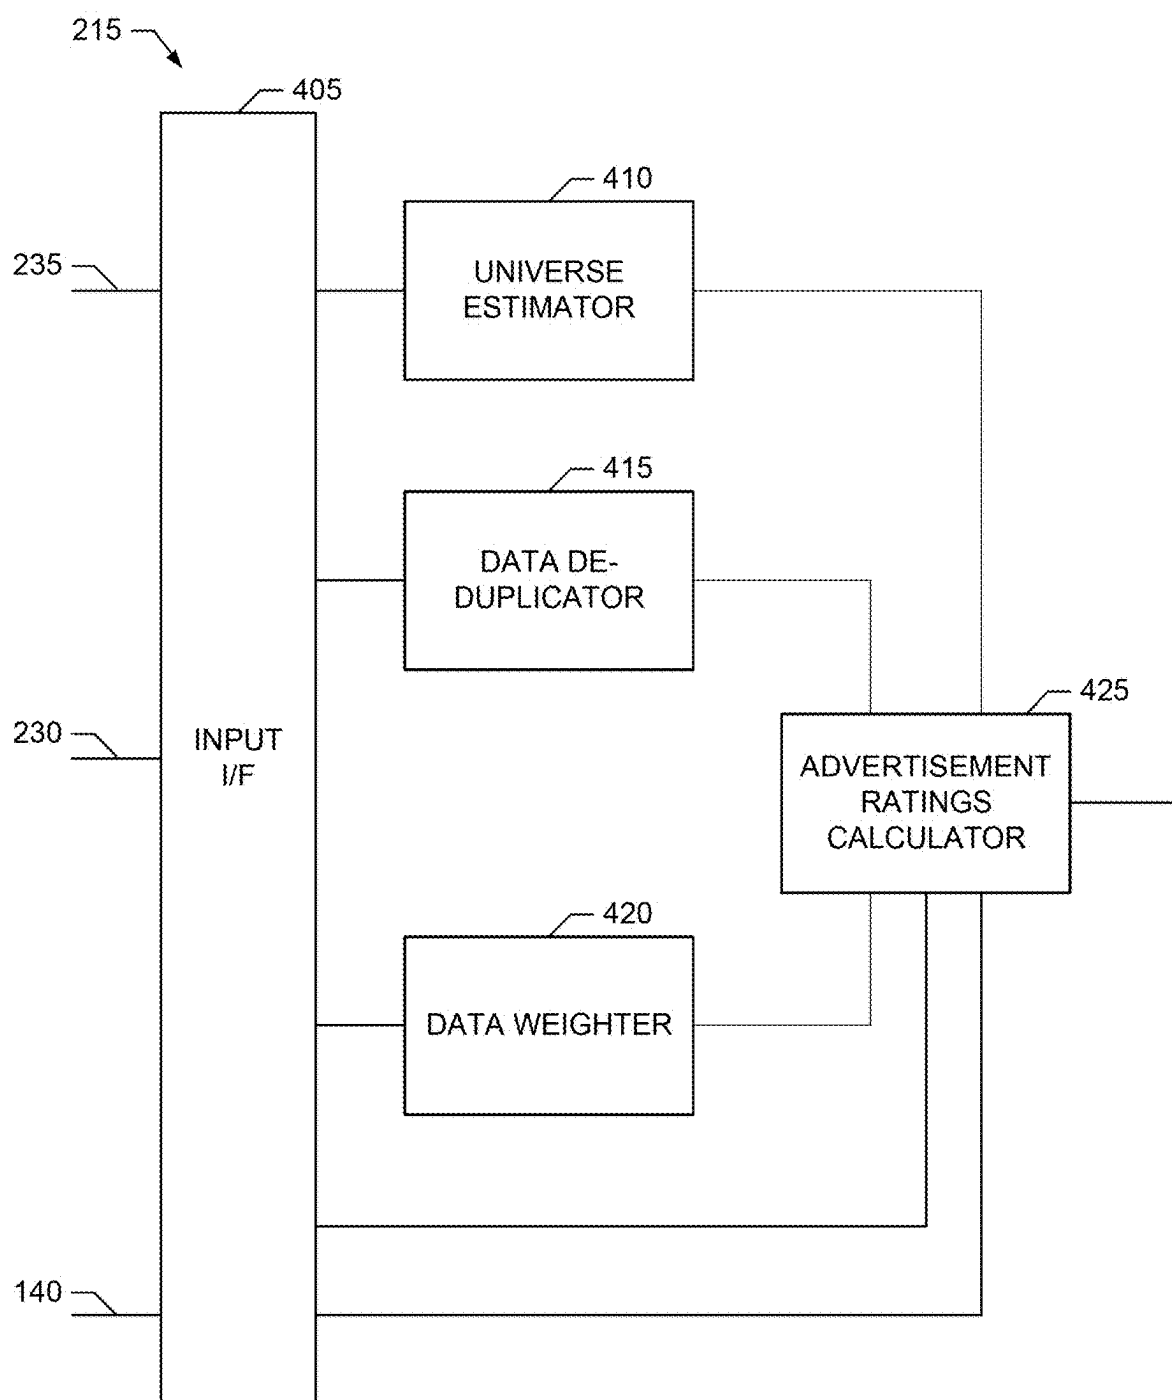 215
405
410
235
UNIVERSE
ESTIMATOR
415
DATA DE-
DUPLICATOR
425
230
INPUT
I/F
ADVERTISEMENT
RATINGS
CALCULATOR
420
DATA WEIGHTER
140